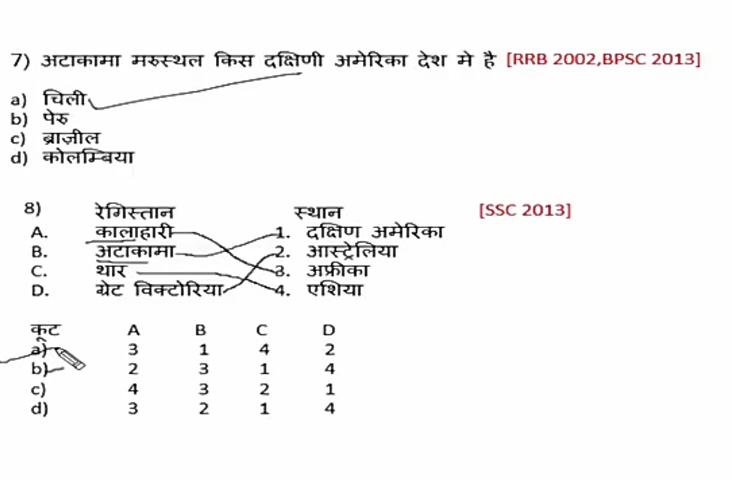 7) अटाकामा मरुस्थल किस दक्षिणी अमेरिका देश मे है [RRB 2002,BPSC 2013]
a) चिली
b) पेरु
c) ब्राज़ील
d) कोलम्बिया
8) रेगिस्तान स्थान [SSC 2013]
A. कालाहारी 1. दक्षिण अमेरिका
B. अटाकामा 2. आस्ट्रेलिया
C. थार 3. अफ्रीका
D. ग्रेट विक्टोरिया 4. एशिया
कूट A B C D
a) 3 1 4 2
b) 2 3 1 4
c) 4 3 2 1
d) 3 2 1 4